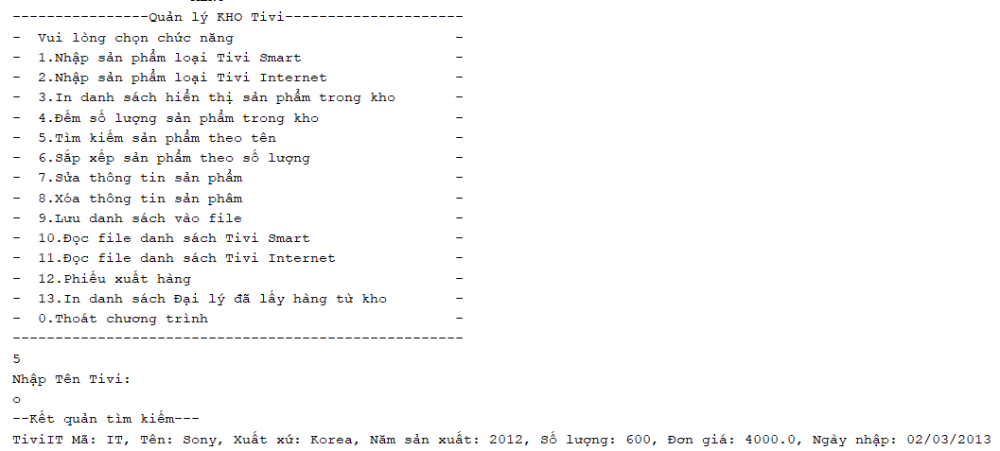 ----------------Quản lý KHO Tivi---------------------
-  Vui lòng chọn chức năng                          -
-  1.Nhập sản phẩm loại Tivi Smart                  -
-  2.Nhập sản phẩm loại Tivi Internet               -
-  3.In danh sách hiển thị sản phẩm trong kho       -
-  4.Đếm số lượng sản phẩm trong kho                -
-  5.Tìm kiếm sản phẩm theo tên                     -
-  6.Sắp xếp sản phẩm theo số lượng                 -
-  7.Sửa thông tin sản phẩm                         -
-  8.Xóa thông tin sản phâm                         -
-  9.Lưu danh sách vào file                         -
-  10.Đọc file danh sách Tivi Smart                 -
-  11.Đọc file danh sách Tivi Internet              -
-  12.Phiếu xuất hàng                               -
-  13.In danh sách Đại lý đã lấy hàng từ kho        -
-  0.Thoát chương trình                             -
-----------------------------------------------------
5
Nhập Tên Tivi:
o
--Kết quản tìm kiếm---
TiviIT Mã: IT, Tên: Sony, Xuất xứ: Korea, Năm sản xuất: 2012, Số lượng: 600, Đơn giá: 4000.0, Ngày nhập: 02/03/2013